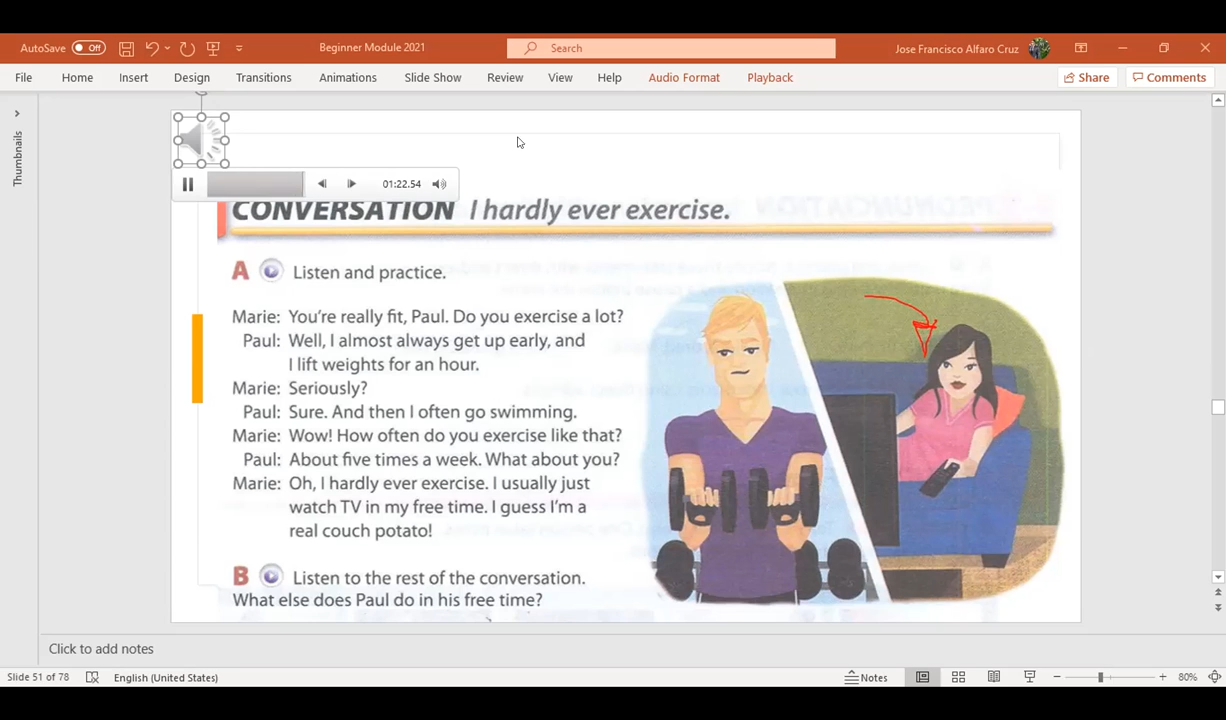 AutoSave Off Beginner Module 2021 Search Jose Francisco Alfaro Cruz
File Home Insert Design Transitions Animations Slide Show Review View Help Audio Format Playback Share Comments
Thumbnails
01:22.54
CONVERSATION I hardly ever exercise.
A Listen and practice.
Marie: You're really fit, Paul. Do you exercise a lot?
Paul: Well, I almost always get up early, and
I lift weights for an hour.
Marie: Seriously?
Paul: Sure. And then I often go swimming.
Marie: Wow! How often do you exercise like that?
Paul: About five times a week. What about you?
Marie: Oh, I hardly ever exercise. I usually just
watch TV in my free time. I guess I'm a
real couch potato!
B Listen to the rest of the conversation.
What else does Paul do in his free time?
Click to add notes
Slide 51 of 78 English (United States) Notes 80%